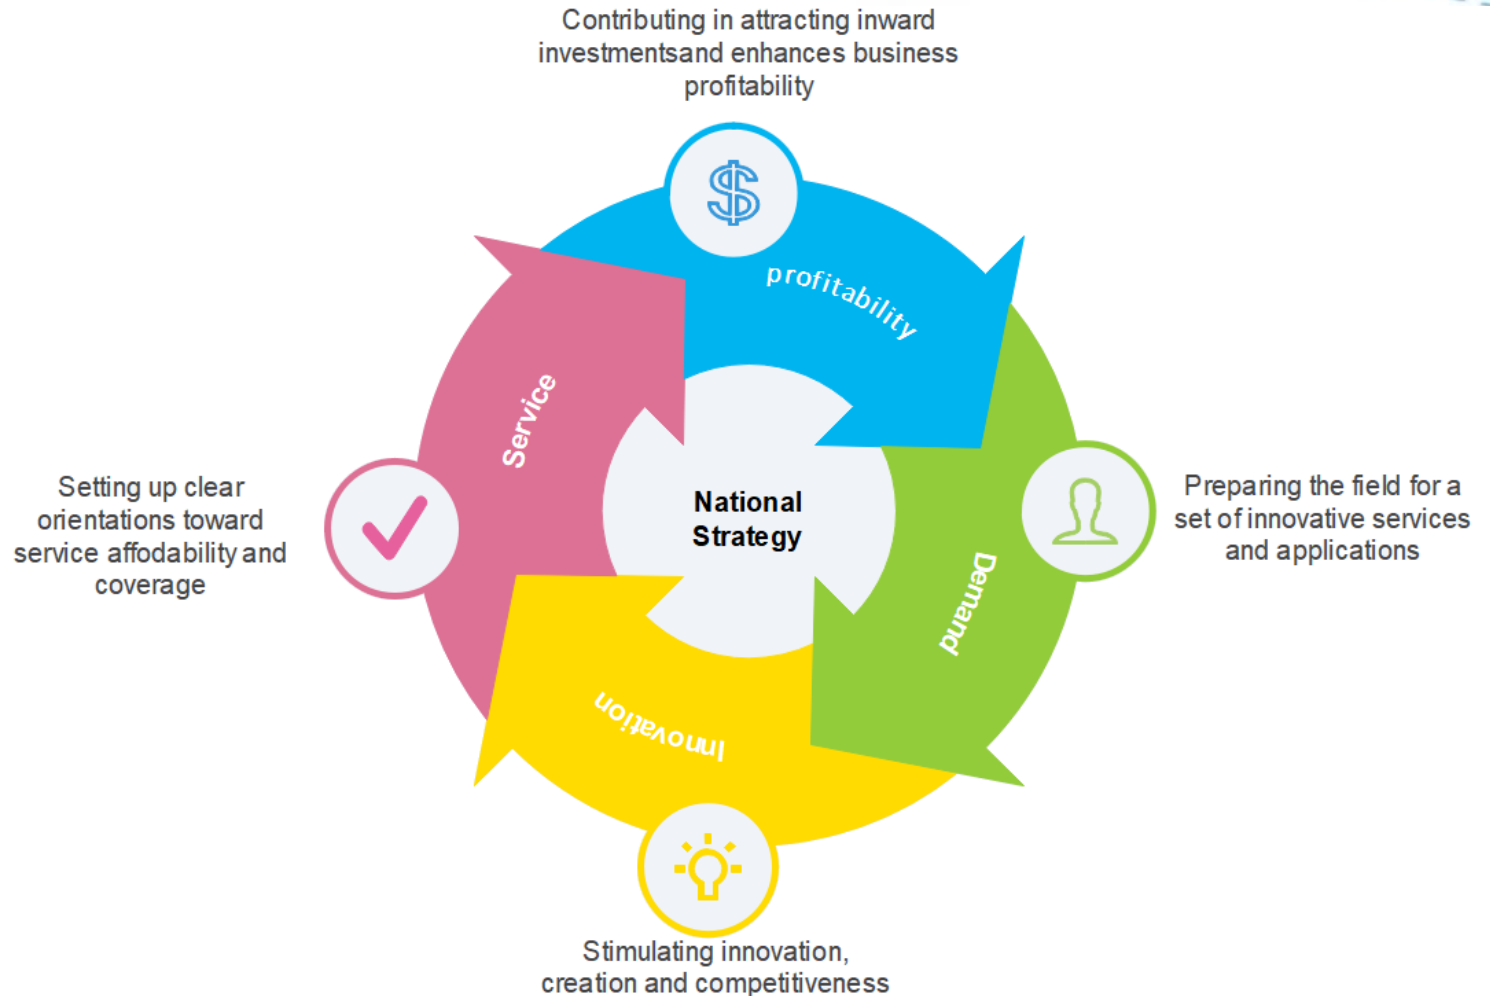 Contributing in attracting inward
investmentsand enhances business
profitability
$
profitability
Service
National
Strategy
Setting up clear
orientations toward
service affodability and
coverage
Preparing the field for a
set of innovative services
and applications
Demand
Innovation
Stimulating innovation,
creation and competitiveness